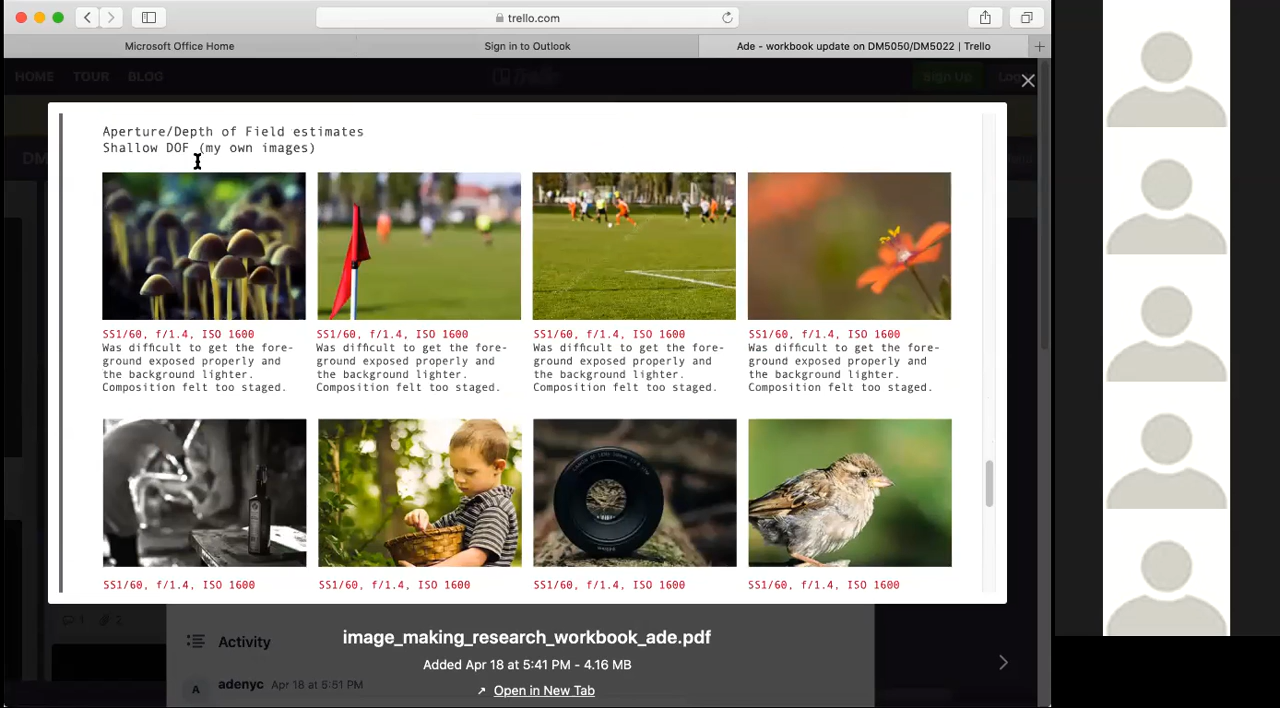 trello.com
Microsoft Office Home
Sign in to Outlook
Ade - workbook update on DM5050/DM5022 | Trello
HOME TOUR BLOG
Trello
Sign Up
Aperture/Depth of Field estimates
Shallow DOF (my own images)
SS1/60, f/1.4, ISO 1600
Was difficult to get the fore-
ground exposed properly and
the background lighter.
Composition felt too staged.
SS1/60, f/1.4, ISO 1600
Was difficult to get the fore-
ground exposed properly and
the background lighter.
Composition felt too staged.
SS1/60, f/1.4, ISO 1600
Was difficult to get the fore-
ground exposed properly and
the background lighter.
Composition felt too staged.
SS1/60, f/1.4, ISO 1600
Was difficult to get the fore-
ground exposed properly and
the background lighter.
Composition felt too staged.
SS1/60, f/1.4, ISO 1600
SS1/60, f/1.4, ISO 1600
SS1/60, f/1.4, ISO 1600
SS1/60, f/1.4, ISO 1600
1 2
Activity
A adenyc Apr 18 at 5:51 PM
image_making_research_workbook_ade.pdf
Added Apr 18 at 5:41 PM - 4.16 MB
Open in New Tab